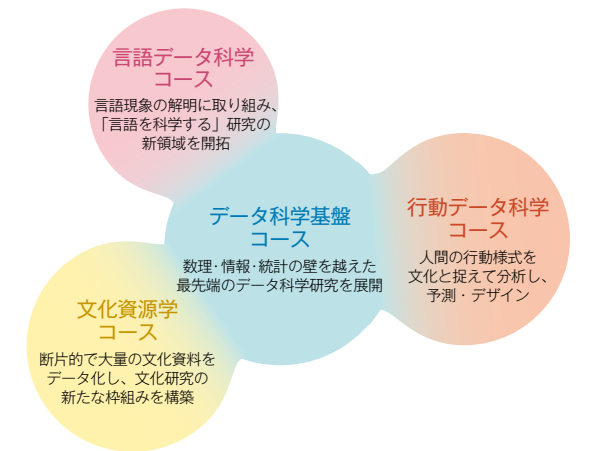 言語データ科学
コース
言語現象の解明に取り組み、
「言語を科学する」研究の
新領域を開拓
データ科学基盤
コース
数理・情報・統計の壁を越えた
最先端のデータ科学研究を展開
行動データ科学
コース
人間の行動様式を
文化と捉えて分析し、
予測・デザイン
文化資源学
コース
断片的で大量の文化資料を
データ化し、文化研究の
新たな枠組みを構築